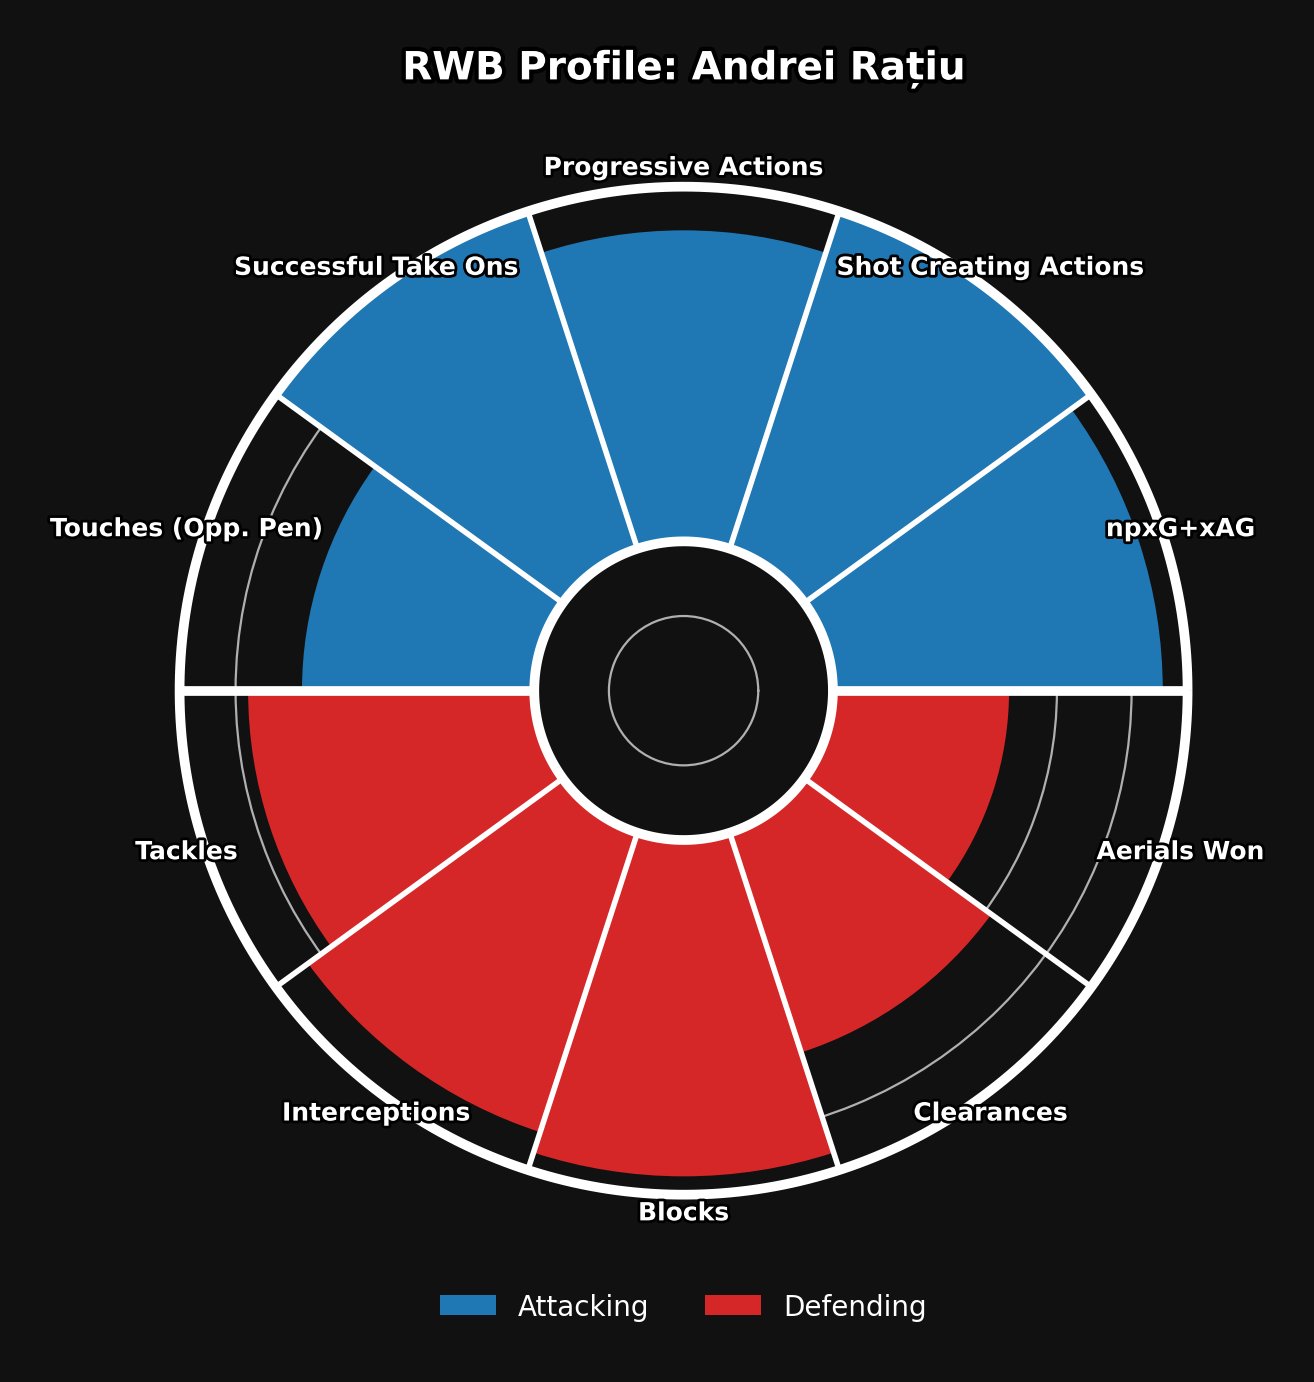 RWB Profile: Andrei Rațiu
Progressive Actions
Successful Take Ons
Shot Creating Actions
Touches (Opp. Pen)
npxG+xAG
Tackles
Aerials Won
Interceptions
Clearances
Blocks
Attacking
Defending